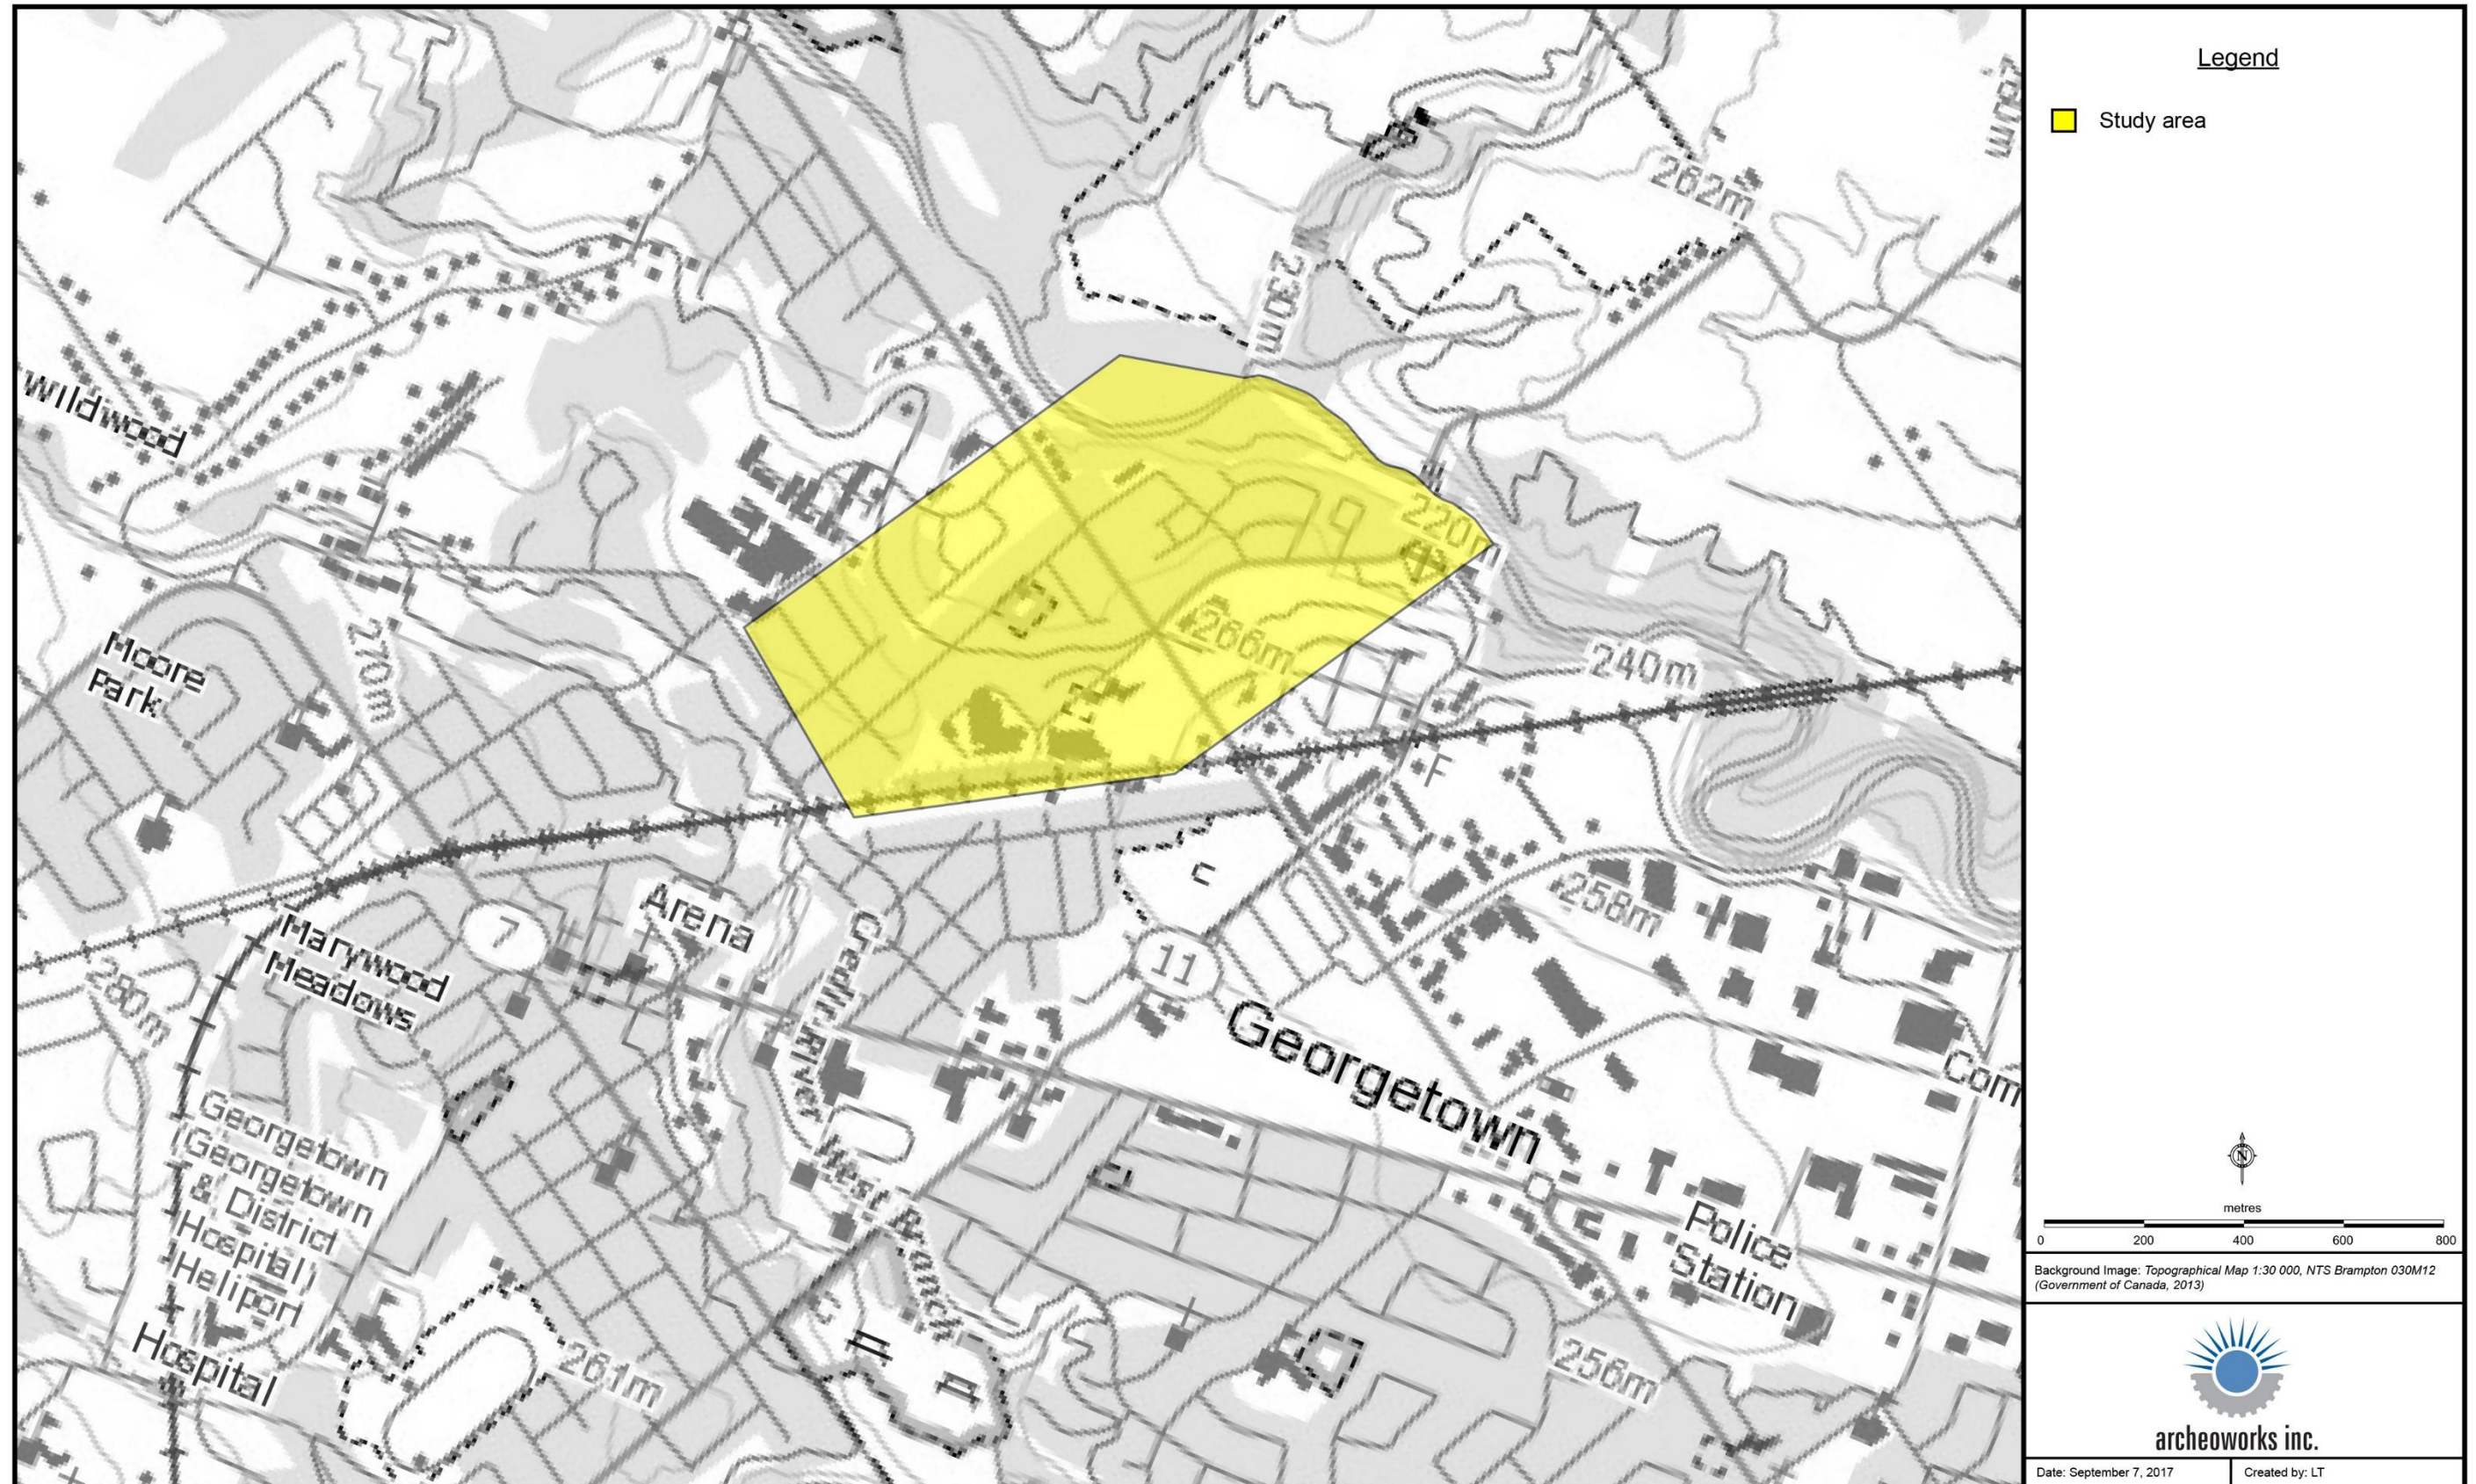 262m
230m
Wildwood
220m
Moore
Park
270m
266m
240m
F
C
258m
7
Arena
Credit River
11
Marywood
Meadows
280m
Georgetown
Com
Georgetown
(Georgetown
& District
Hospital)
Heliport
West Branch
Police
Station
C
Hospital
261m
256m
Legend
Study area
N
metres
0 200 400 600 800
Background Image: Topographical Map 1:30 000, NTS Brampton 030M12
(Government of Canada, 2013)
archeoworks inc.
Date: September 7, 2017
Created by: LT